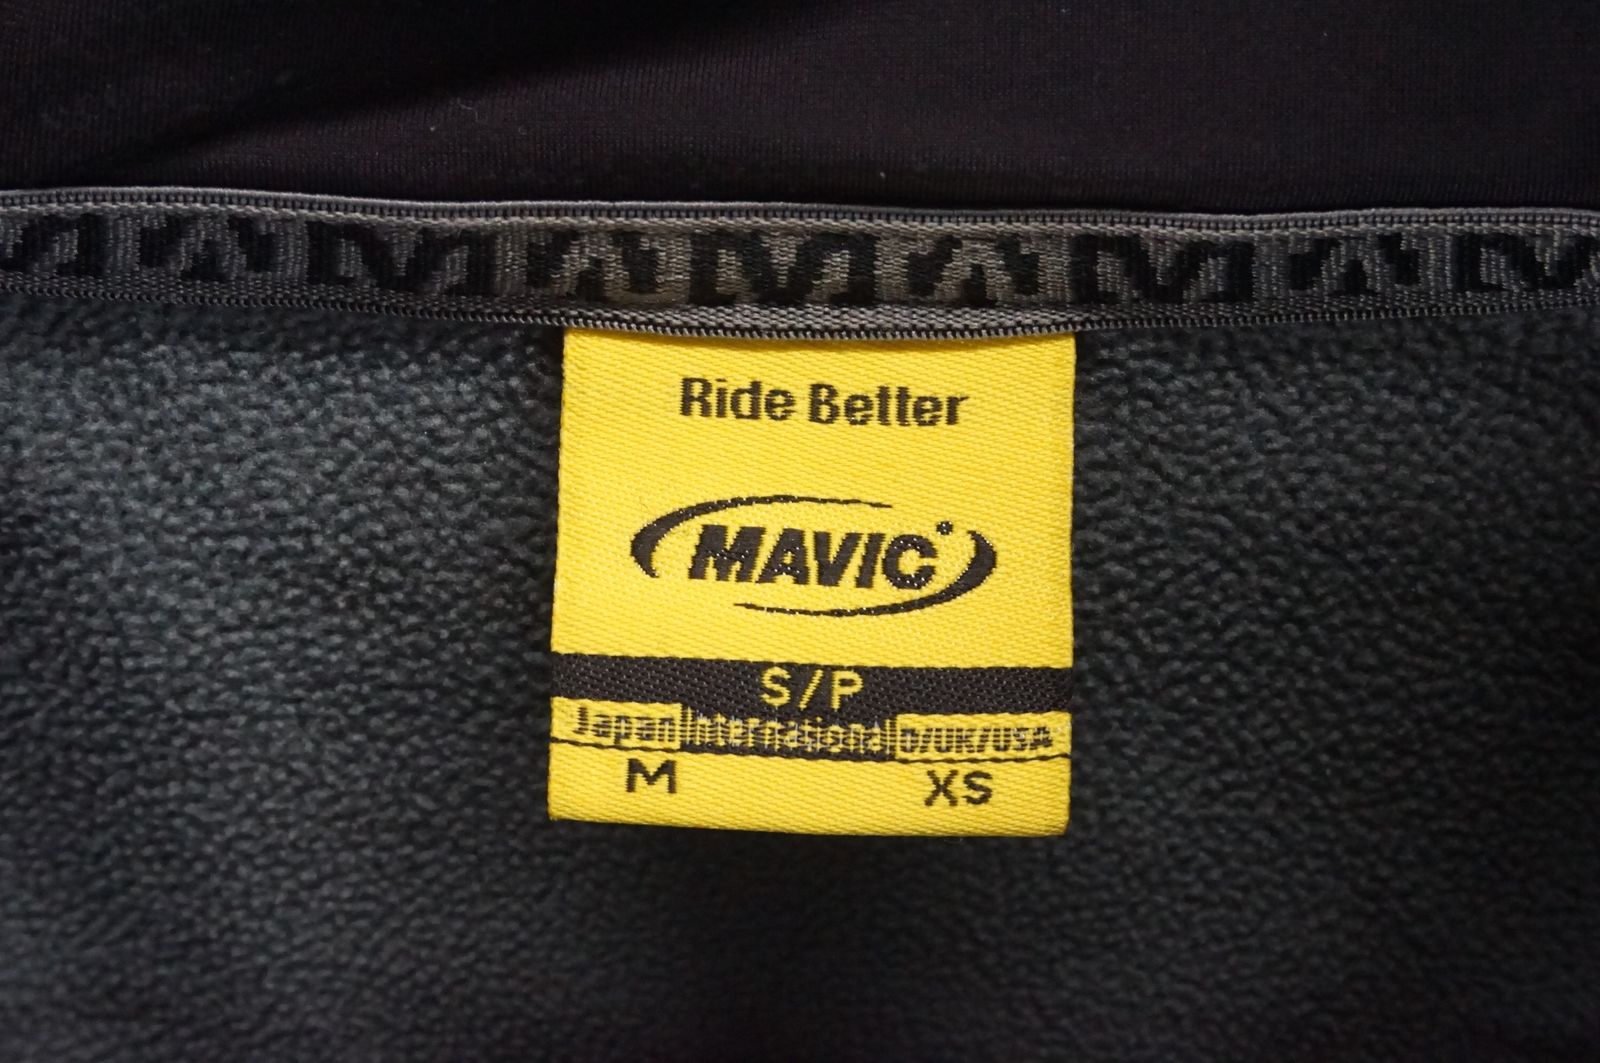 Ride Better
MAVIC
S/P
Japan International D/UK/USA
M XS